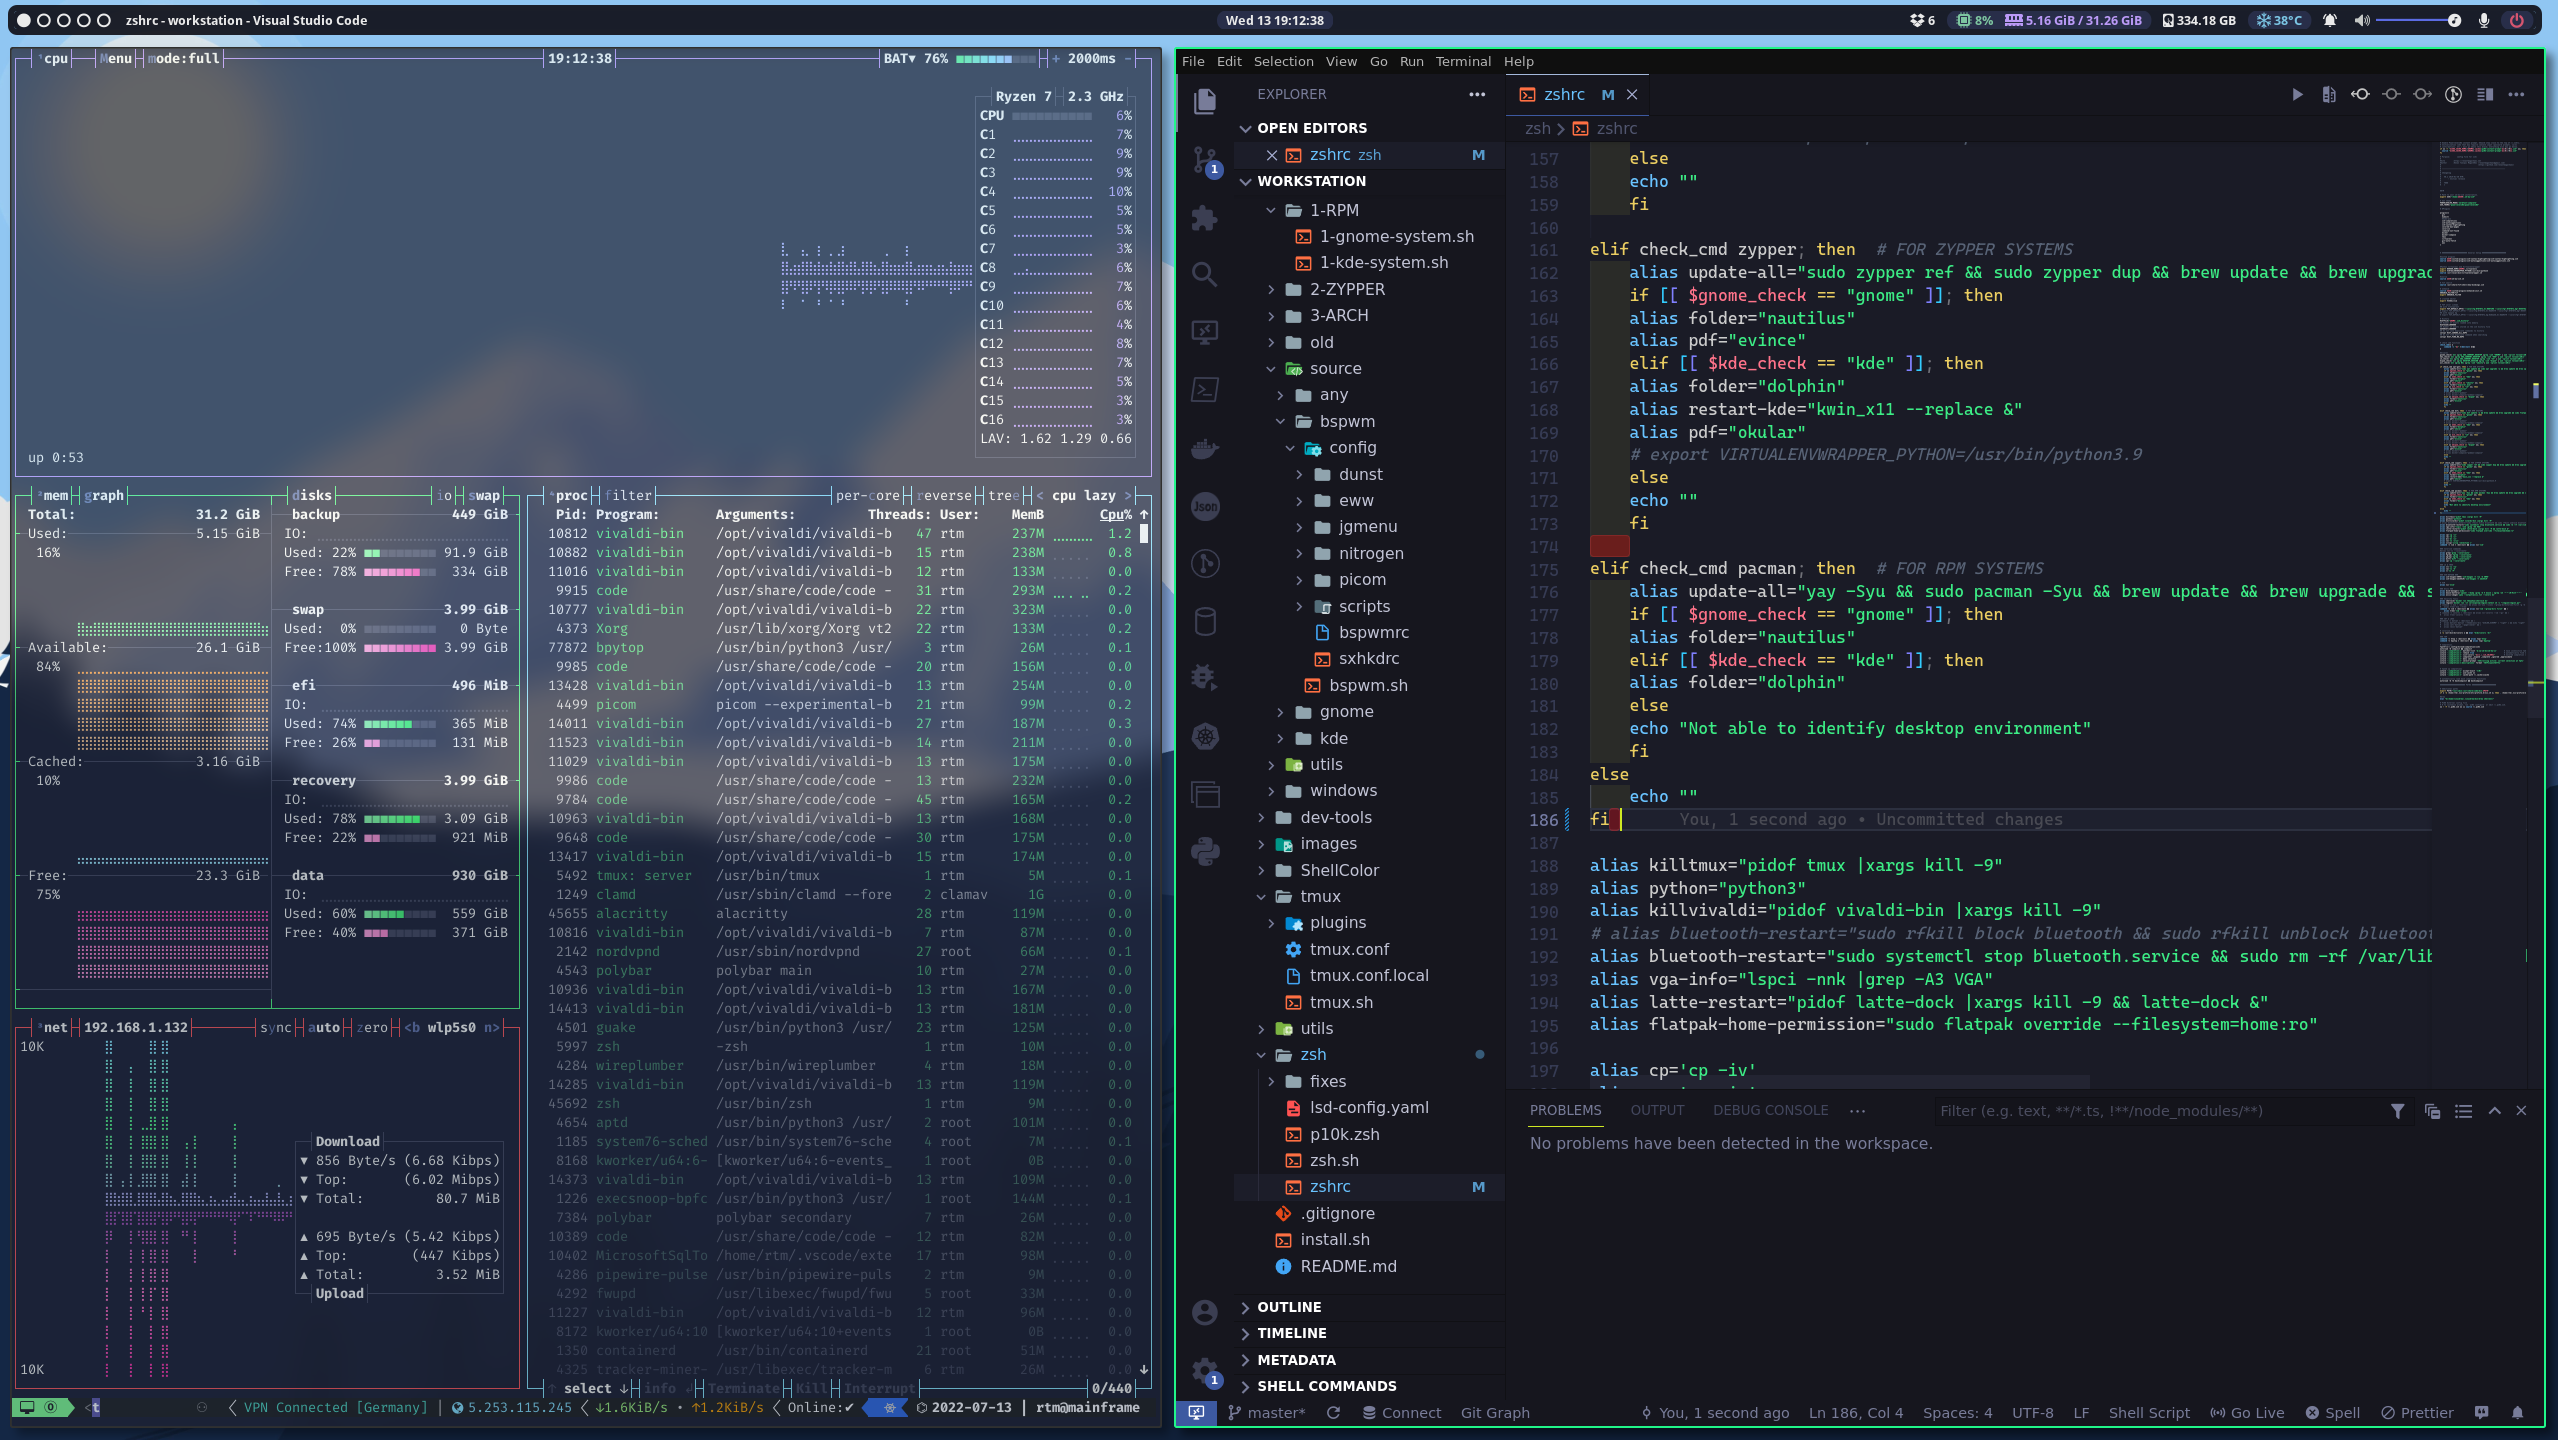 zshrc - workstation - Visual Studio Code
Wed 13 19:12:38
6 8% 5.16 GiB / 31.26 GiB 334.18 GB 38°C
¹cpu Menu mode:full 19:12:38 BAT▼ 76% + 2000ms -
Ryzen 7 2.3 GHz
CPU 6%
C1 7%
C2 9%
C3 9%
C4 10%
C5 5%
C6 5%
C7 3%
C8 6%
C9 7%
C10 6%
C11 4%
C12 8%
C13 7%
C14 5%
C15 3%
C16 3%
LAV: 1.62 1.29 0.66
up 0:53
²mem graph disks io swap
Total: 31.2 GiB
Used: 5.15 GiB
16%
Available: 26.1 GiB
84%
Cached: 3.16 GiB
10%
Free: 23.3 GiB
75%
backup 449 GiB
IO:
Used: 22% 91.9 GiB
Free: 78% 334 GiB
swap 3.99 GiB
Used: 0% 0 Byte
Free:100% 3.99 GiB
efi 496 MiB
IO:
Used: 74% 365 MiB
Free: 26% 131 MiB
recovery 3.99 GiB
IO:
Used: 78% 3.09 GiB
Free: 22% 921 MiB
data 930 GiB
IO:
Used: 60% 559 GiB
Free: 40% 371 GiB
³net 192.168.1.132 sync auto zero <b wlp5s0 n>
10K
Download
▼ 856 Byte/s (6.68 Kibps)
▼ Top: (6.02 Mibps)
▼ Total: 80.7 MiB
▲ 695 Byte/s (5.42 Kibps)
▲ Top: (447 Kibps)
▲ Total: 3.52 MiB
Upload
10K
⁴proc filter per-core reverse tree < cpu lazy >
Pid: Program: Arguments: Threads: User: MemB Cpu% ↑
10812 vivaldi-bin /opt/vivaldi/vivaldi-b 47 rtm 237M 1.2
10882 vivaldi-bin /opt/vivaldi/vivaldi-b 15 rtm 238M 0.8
11016 vivaldi-bin /opt/vivaldi/vivaldi-b 12 rtm 133M 0.0
9915 code /usr/share/code/code - 31 rtm 293M 0.2
10777 vivaldi-bin /opt/vivaldi/vivaldi-b 22 rtm 323M 0.0
4373 Xorg /usr/lib/xorg/Xorg vt2 22 rtm 133M 0.2
77872 bpytop /usr/bin/python3 /usr/ 3 rtm 26M 0.1
9985 code /usr/share/code/code - 20 rtm 156M 0.0
13428 vivaldi-bin /opt/vivaldi/vivaldi-b 13 rtm 254M 0.0
4499 picom picom --experimental-b 21 rtm 99M 0.2
14011 vivaldi-bin /opt/vivaldi/vivaldi-b 27 rtm 187M 0.3
11523 vivaldi-bin /opt/vivaldi/vivaldi-b 14 rtm 211M 0.0
11029 vivaldi-bin /opt/vivaldi/vivaldi-b 13 rtm 175M 0.0
9986 code /usr/share/code/code - 13 rtm 232M 0.0
9784 code /usr/share/code/code - 45 rtm 165M 0.2
10963 vivaldi-bin /opt/vivaldi/vivaldi-b 13 rtm 168M 0.0
9648 code /usr/share/code/code - 30 rtm 175M 0.0
13417 vivaldi-bin /opt/vivaldi/vivaldi-b 15 rtm 174M 0.0
5492 tmux: server /usr/bin/tmux 1 rtm 5M 0.1
1249 clamd /usr/sbin/clamd --fore 2 clamav 1G 0.0
45655 alacritty alacritty 28 rtm 119M 0.0
10816 vivaldi-bin /opt/vivaldi/vivaldi-b 7 rtm 87M 0.0
2142 nordvpnd /usr/sbin/nordvpnd 27 root 66M 0.1
4543 polybar polybar main 10 rtm 27M 0.0
10936 vivaldi-bin /opt/vivaldi/vivaldi-b 13 rtm 167M 0.0
14413 vivaldi-bin /opt/vivaldi/vivaldi-b 13 rtm 181M 0.0
4501 guake /usr/bin/python3 /usr/ 23 rtm 125M 0.0
5997 zsh -zsh 1 rtm 10M 0.0
4284 wireplumber /usr/bin/wireplumber 4 rtm 18M 0.0
14285 vivaldi-bin /opt/vivaldi/vivaldi-b 13 rtm 119M 0.0
45692 zsh /usr/bin/zsh 1 rtm 9M 0.0
4654 aptd /usr/bin/python3 /usr/ 2 root 101M 0.0
1185 system76-sched /usr/bin/system76-sche 4 root 7M 0.1
8168 kworker/u64:6- [kworker/u64:6-events_ 1 root 0B 0.0
14373 vivaldi-bin /opt/vivaldi/vivaldi-b 13 rtm 109M 0.0
1226 execsnoop-bpfc /usr/bin/python3 /usr/ 1 root 144M 0.1
7384 polybar polybar secondary 7 rtm 26M 0.0
10389 code /usr/share/code/code - 12 rtm 82M 0.0
10402 MicrosoftSqlTo /home/rtm/.vscode/exte 17 rtm 98M 0.0
4286 pipewire-pulse /usr/bin/pipewire-puls 2 rtm 9M 0.0
4292 fwupd /usr/libexec/fwupd/fwu 5 root 33M 0.0
11227 vivaldi-bin /opt/vivaldi/vivaldi-b 12 rtm 96M 0.0
8172 kworker/u64:10 [kworker/u64:10+events 1 root 0B 0.0
1350 containerd /usr/bin/containerd 21 root 51M 0.0
4325 tracker-miner- /usr/libexec/tracker-m 6 rtm 26M 0.0 ↓
↑ select ↓ info ↲ Terminate Kill Interrupt 0/440
0 <t VPN Connected [Germany] | 5.253.115.245 ↓1.6KiB/s • ↑1.2KiB/s Online:✔ 2022-07-13 | rtm@mainframe
File Edit Selection View Go Run Terminal Help
EXPLORER
OPEN EDITORS
zshrc zsh M
WORKSTATION
1-RPM
1-gnome-system.sh
1-kde-system.sh
2-ZYPPER
3-ARCH
old
source
any
bspwm
config
dunst
eww
jgmenu
nitrogen
picom
scripts
bspwmrc
sxhkdrc
bspwm.sh
gnome
kde
utils
windows
dev-tools
images
ShellColor
tmux
plugins
tmux.conf
tmux.conf.local
tmux.sh
utils
zsh
fixes
lsd-config.yaml
p10k.zsh
zsh.sh
zshrc M
.gitignore
install.sh
README.md
OUTLINE
TIMELINE
METADATA
SHELL COMMANDS
1
Json
1
zshrc M
zsh > zshrc
157 else
158 echo ""
159 fi
160
161 elif check_cmd zypper; then # FOR ZYPPER SYSTEMS
162 alias update-all="sudo zypper ref && sudo zypper dup && brew update && brew upgrad
163 if [[ $gnome_check == "gnome" ]]; then
164 alias folder="nautilus"
165 alias pdf="evince"
166 elif [[ $kde_check == "kde" ]]; then
167 alias folder="dolphin"
168 alias restart-kde="kwin_x11 --replace &"
169 alias pdf="okular"
170 # export VIRTUALENVWRAPPER_PYTHON=/usr/bin/python3.9
171 else
172 echo ""
173 fi
174
175 elif check_cmd pacman; then # FOR RPM SYSTEMS
176 alias update-all="yay -Syu && sudo pacman -Syu && brew update && brew upgrade && s
177 if [[ $gnome_check == "gnome" ]]; then
178 alias folder="nautilus"
179 elif [[ $kde_check == "kde" ]]; then
180 alias folder="dolphin"
181 else
182 echo "Not able to identify desktop environment"
183 fi
184 else
185 echo ""
186 fi You, 1 second ago • Uncommitted changes
187
188 alias killtmux="pidof tmux |xargs kill -9"
189 alias python="python3"
190 alias killvivaldi="pidof vivaldi-bin |xargs kill -9"
191 # alias bluetooth-restart="sudo rfkill block bluetooth && sudo rfkill unblock bluetoot
192 alias bluetooth-restart="sudo systemctl stop bluetooth.service && sudo rm -rf /var/lib
193 alias vga-info="lspci -nnk |grep -A3 VGA"
194 alias latte-restart="pidof latte-dock |xargs kill -9 && latte-dock &"
195 alias flatpak-home-permission="sudo flatpak override --filesystem=home:ro"
196
197 alias cp='cp -iv'
PROBLEMS OUTPUT DEBUG CONSOLE Filter (e.g. text, **/*.ts, !**/node_modules/**)
No problems have been detected in the workspace.
master* Connect Git Graph You, 1 second ago Ln 186, Col 4 Spaces: 4 UTF-8 LF Shell Script Go Live Spell Prettier